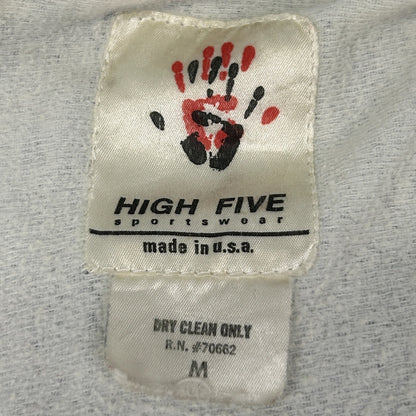 HIGH FIVE
sportswear
made in u.s.a.
DRY CLEAN ONLY
R.N. #70662
M